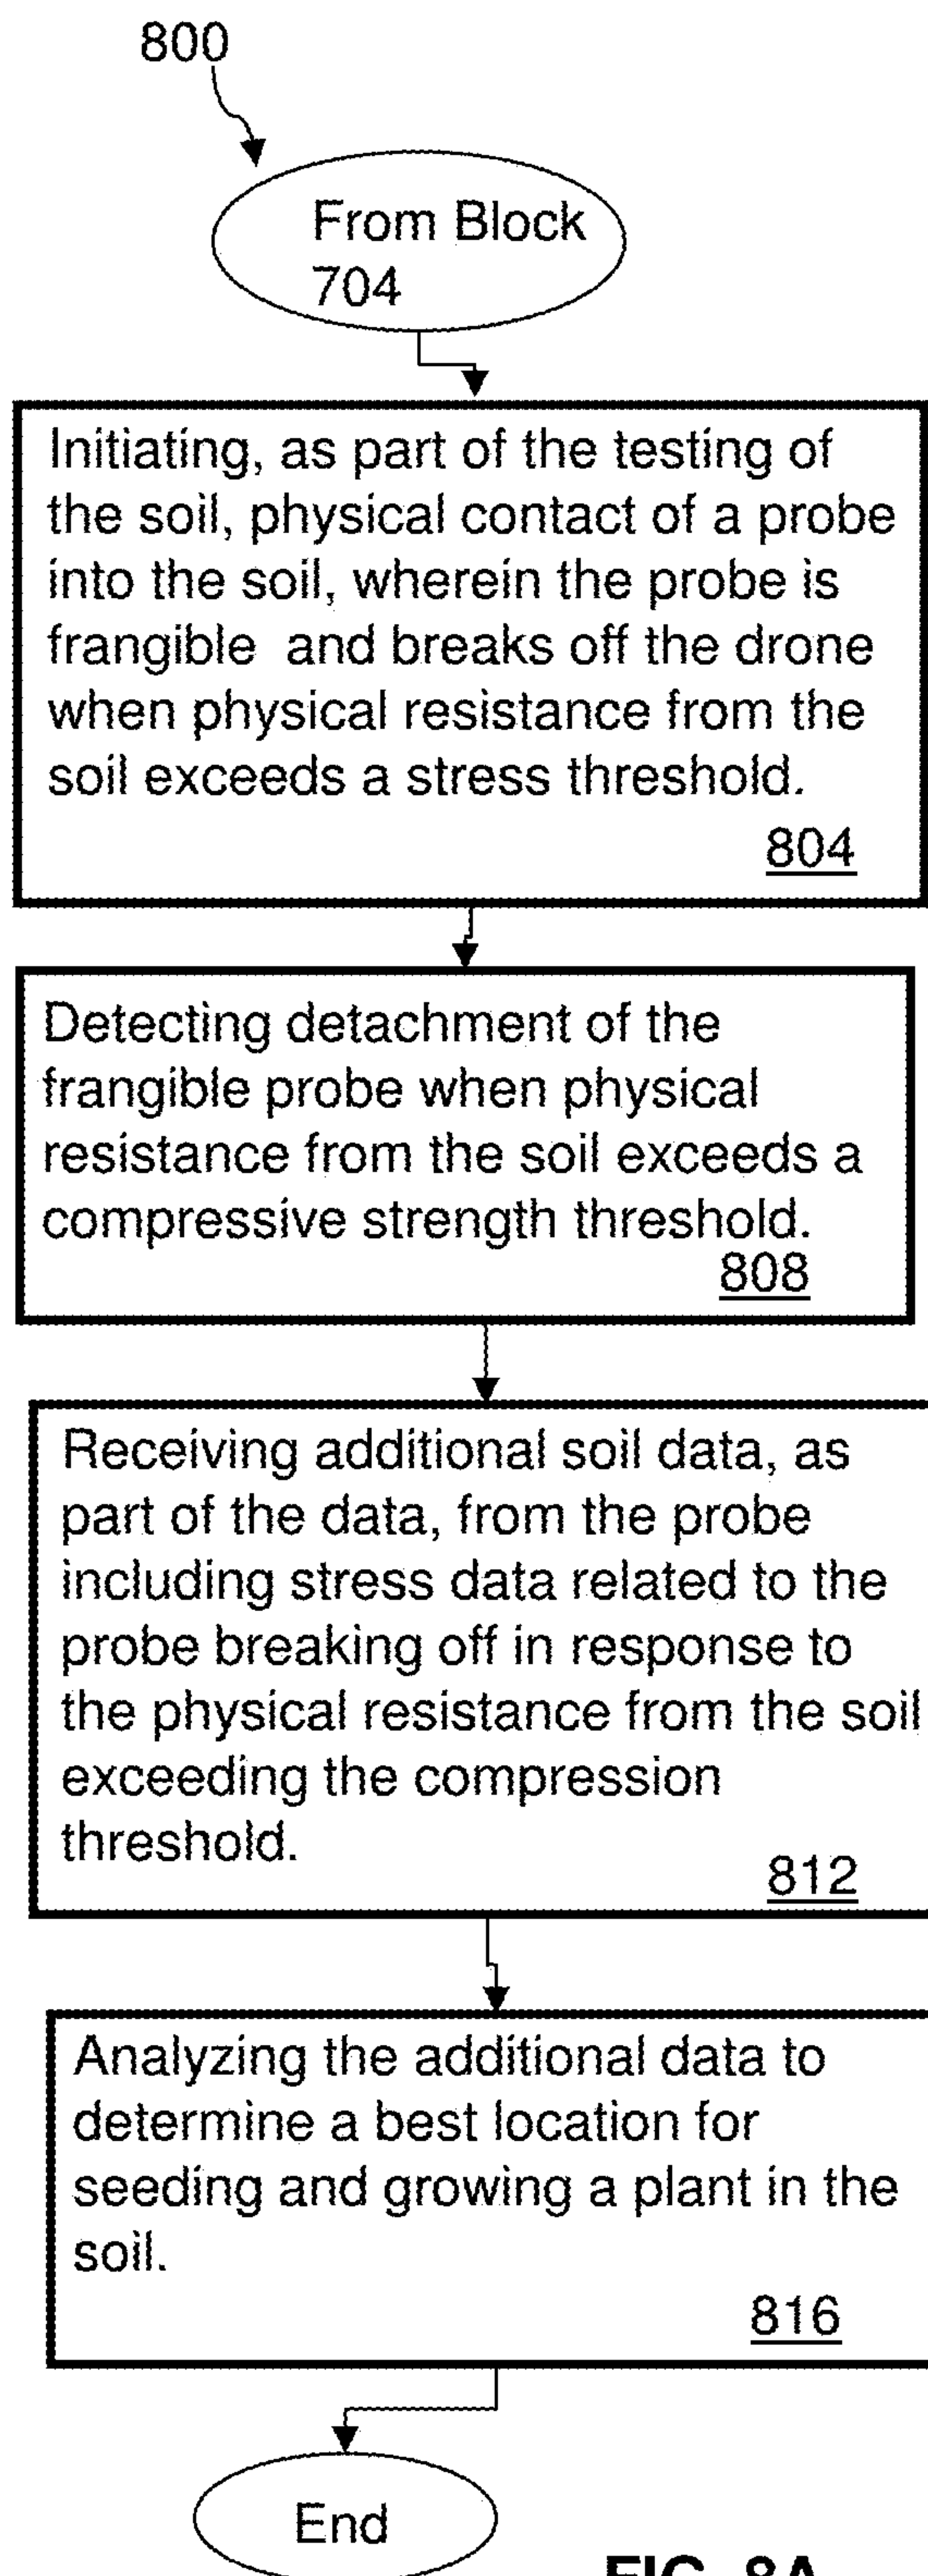 800
From Block
704
Initiating, as part of the testing of
the soil, physical contact of a probe
into the soil, wherein the probe is
frangible and breaks off the drone
when physical resistance from the
soil exceeds a stress threshold.
804
Detecting detachment of the
frangible probe when physical
resistance from the soil exceeds a
compressive strength threshold.
808
Receiving additional soil data, as
part of the data, from the probe
including stress data related to the
probe breaking off in response to
the physical resistance from the soil
exceeding the compression
threshold.
812
Analyzing the additional data to
determine a best location for
seeding and growing a plant in the
soil.
816
End
FIG. 8A